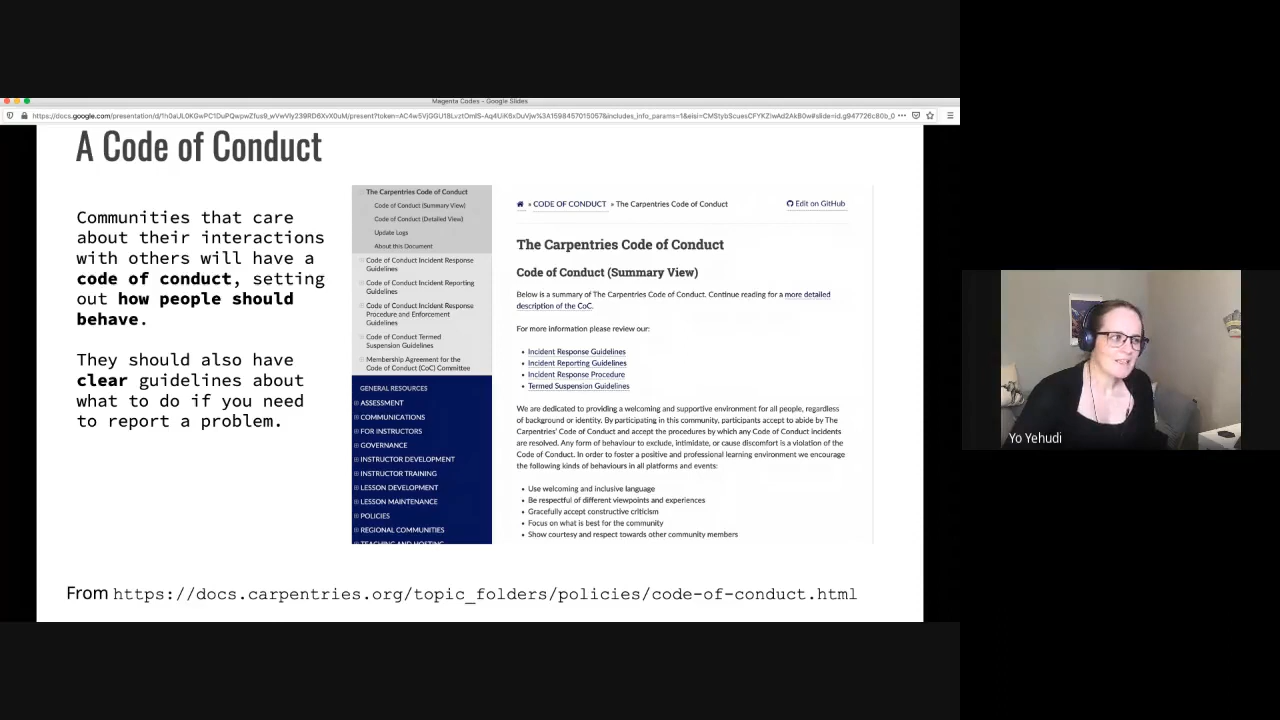 Magenta Codes - Google Slides
A Code of Conduct
Communities that care
about their interactions
with others will have a
code of conduct, setting
out how people should
behave.
They should also have
clear guidelines about
what to do if you need
to report a problem.
The Carpentries Code of Conduct
Code of Conduct (Summary View)
Code of Conduct (Detailed View)
Update Logs
About this Document
Code of Conduct Incident Response
Guidelines
Code of Conduct Incident Reporting
Guidelines
Code of Conduct Incident Response
Procedure and Enforcement
Guidelines
Code of Conduct Termed
Suspension Guidelines
Membership Agreement for the
Code of Conduct (CoC) Committee
GENERAL RESOURCES
ASSESSMENT
COMMUNICATIONS
FOR INSTRUCTORS
GOVERNANCE
INSTRUCTOR DEVELOPMENT
INSTRUCTOR TRAINING
LESSON DEVELOPMENT
LESSON MAINTENANCE
POLICIES
REGIONAL COMMUNITIES
TEACHING AND HOSTING
» CODE OF CONDUCT » The Carpentries Code of Conduct
Edit on GitHub
The Carpentries Code of Conduct
Code of Conduct (Summary View)
Below is a summary of The Carpentries Code of Conduct. Continue reading for a more detailed
description of the CoC.
For more information please review our:
• Incident Response Guidelines
• Incident Reporting Guidelines
• Incident Response Procedure
• Termed Suspension Guidelines
We are dedicated to providing a welcoming and supportive environment for all people, regardless
of background or identity. By participating in this community, participants accept to abide by The
Carpentries' Code of Conduct and accept the procedures by which any Code of Conduct incidents
are resolved. Any form of behaviour to exclude, intimidate, or cause discomfort is a violation of the
Code of Conduct. In order to foster a positive and professional learning environment we encourage
the following kinds of behaviours in all platforms and events:
• Use welcoming and inclusive language
• Be respectful of different viewpoints and experiences
• Gracefully accept constructive criticism
• Focus on what is best for the community
• Show courtesy and respect towards other community members
From https://docs.carpentries.org/topic_folders/policies/code-of-conduct.html
Yo Yehudi